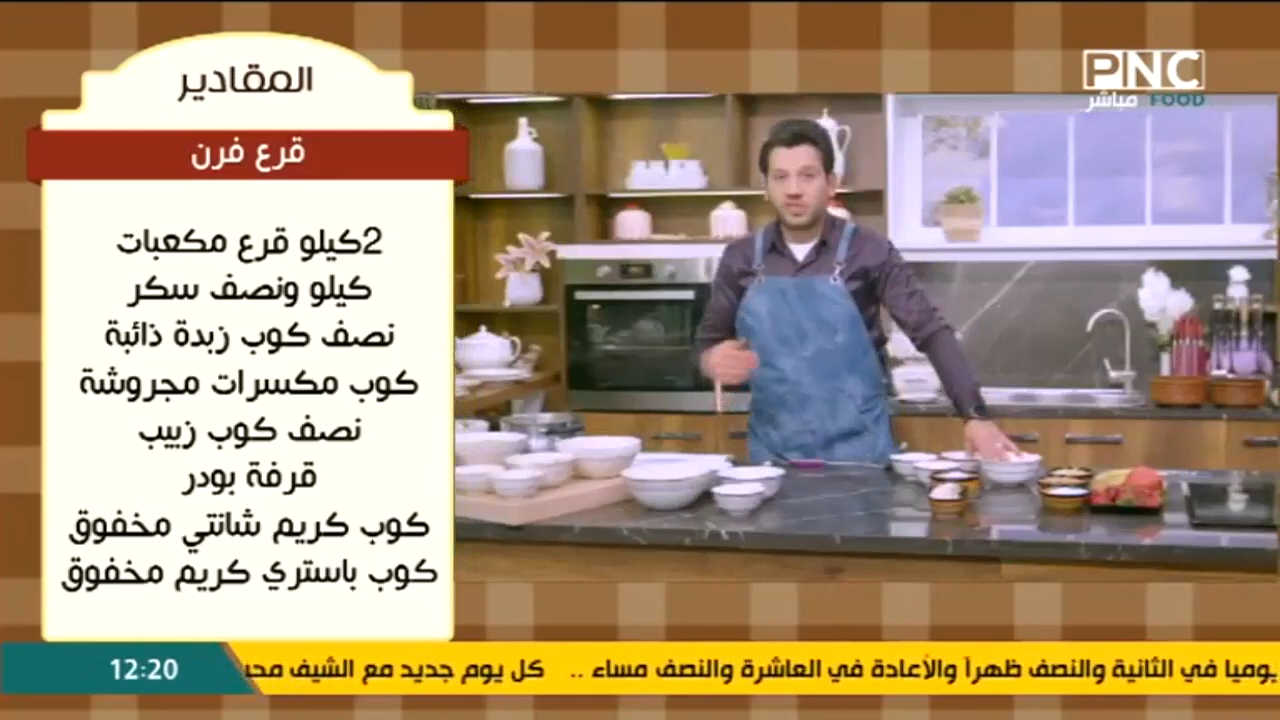 المقادير
قرع فرن
2كيلو قرع مكعبات
كيلو ونصف سكر
نصف كوب زبدة ذائبة
كوب مكسرات مجروشة
نصف كوب زبيب
قرفة بودر
كوب كريم شانتي مخفوق
كوب باستري كريم مخفوق
PNC
FOOD مباشر
يوميا في الثانية والنصف ظهراً والأعادة في العاشرة والنصف مساء .. كل يوم جديد مع الشيف
12:20